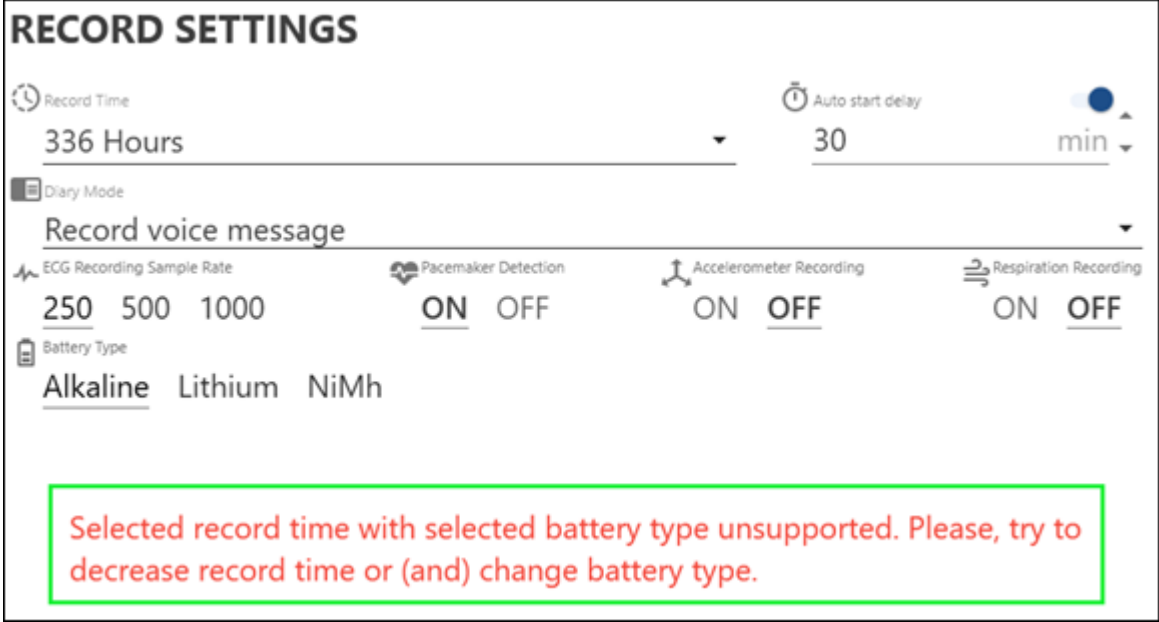 RECORD SETTINGS
Record Time
Auto start delay
336 Hours
30 min
Diary Mode
Record voice message
ECG Recording Sample Rate Pacemaker Detection Accelerometer Recording Respiration Recording
250 500 1000 ON OFF ON OFF ON OFF
Battery Type
Alkaline Lithium NiMh
Selected record time with selected battery type unsupported. Please, try to
decrease record time or (and) change battery type.